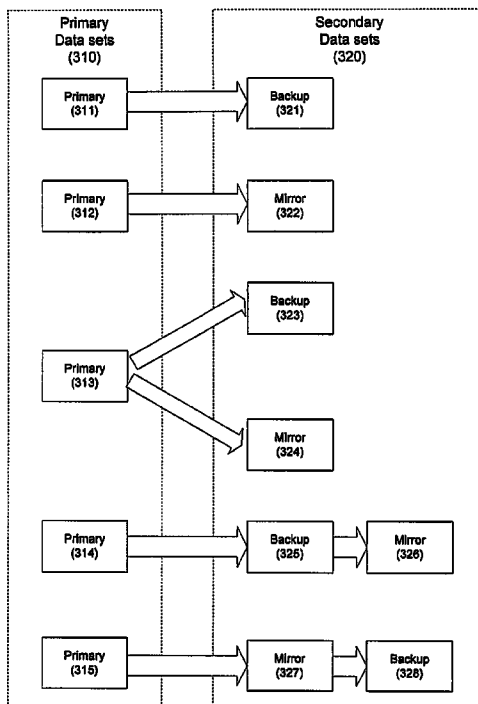 Primary
Data sets
(310)
Secondary
Data sets
(320)
Primary
(311)
Backup
(321)
Primary
(312)
Mirror
(322)
Backup
(323)
Primary
(313)
Mirror
(324)
Primary
(314)
Backup
(325)
Mirror
(326)
Primary
(315)
Mirror
(327)
Backup
(328)